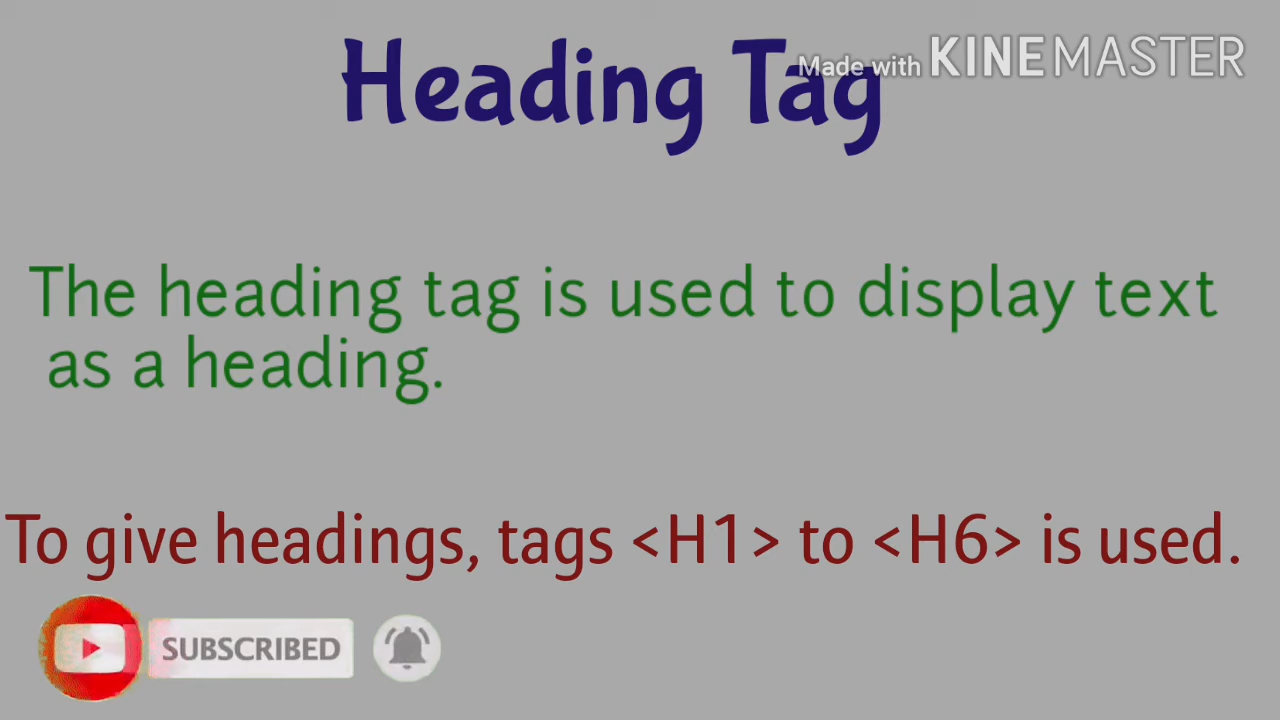 Heading Tag
Made with KINEMASTER
The heading tag is used to display text
as a heading.
To give headings, tags <H1> to <H6> is used.
SUBSCRIBED